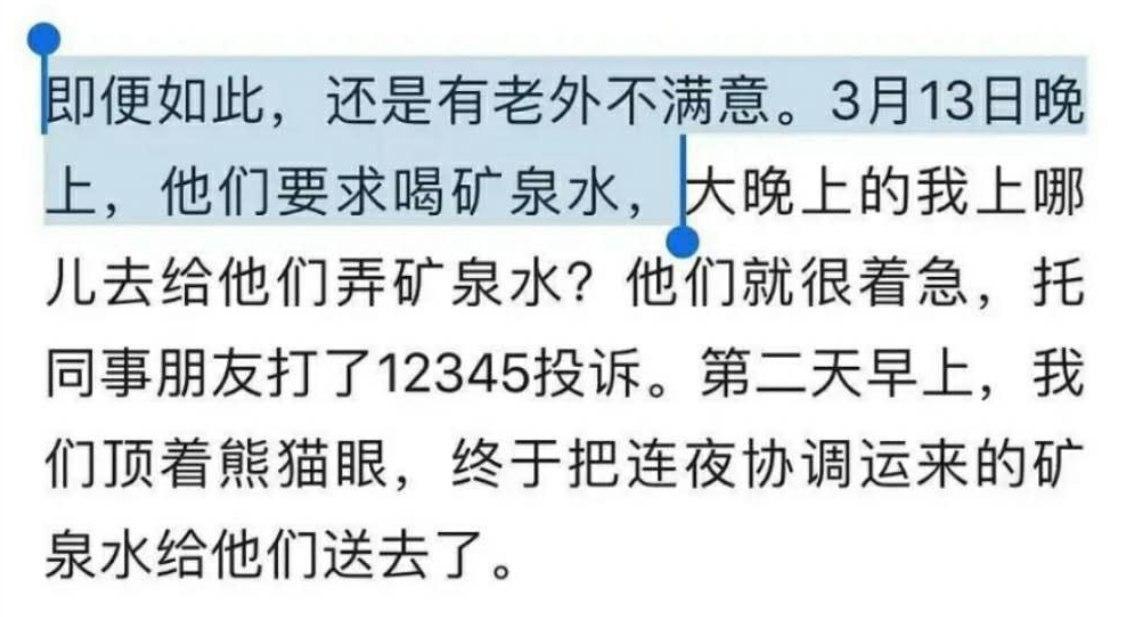 即便如此，还是有老外不满意。3月13日晚
上，他们要求喝矿泉水，大晚上的我上哪
儿去给他们弄矿泉水？他们就很着急，托
同事朋友打了12345投诉。第二天早上，我
们顶着熊猫眼，终于把连夜协调运来的矿
泉水给他们送去了。